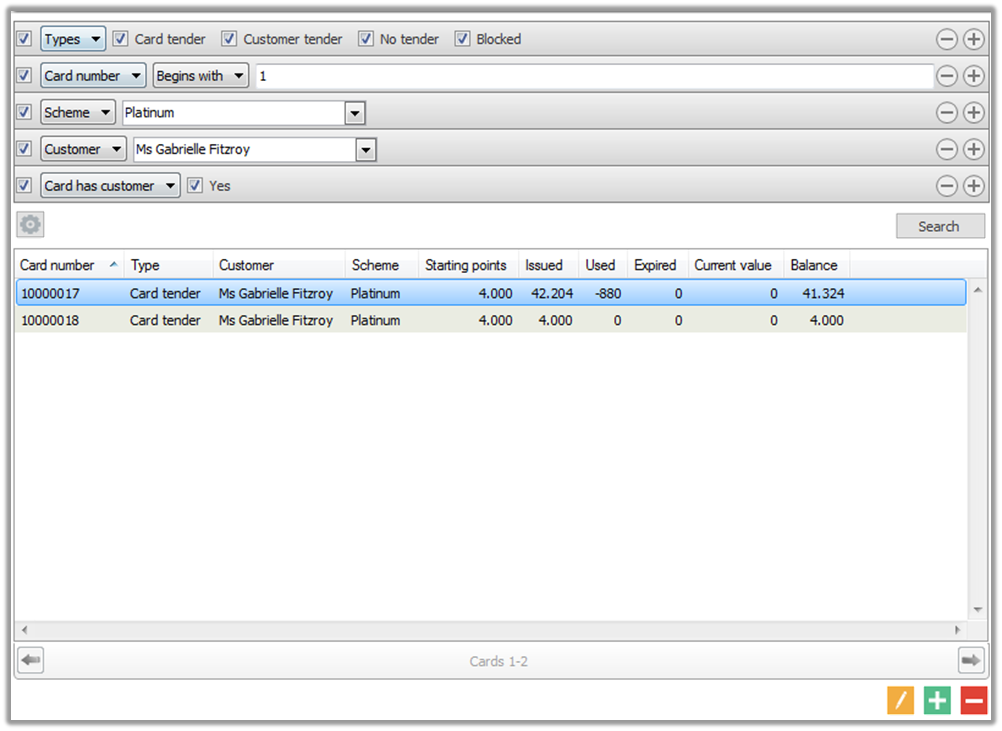 Types Card tender Customer tender No tender Blocked
Card number Begins with 1
Scheme Platinum
Customer Ms Gabrielle Fitzroy
Card has customer Yes
Search
Card number Type Customer Scheme Starting points Issued Used Expired Current value Balance
10000017 Card tender Ms Gabrielle Fitzroy Platinum 4.000 42.204 -880 0 0 41.324
10000018 Card tender Ms Gabrielle Fitzroy Platinum 4.000 4.000 0 0 0 4.000
Cards 1-2